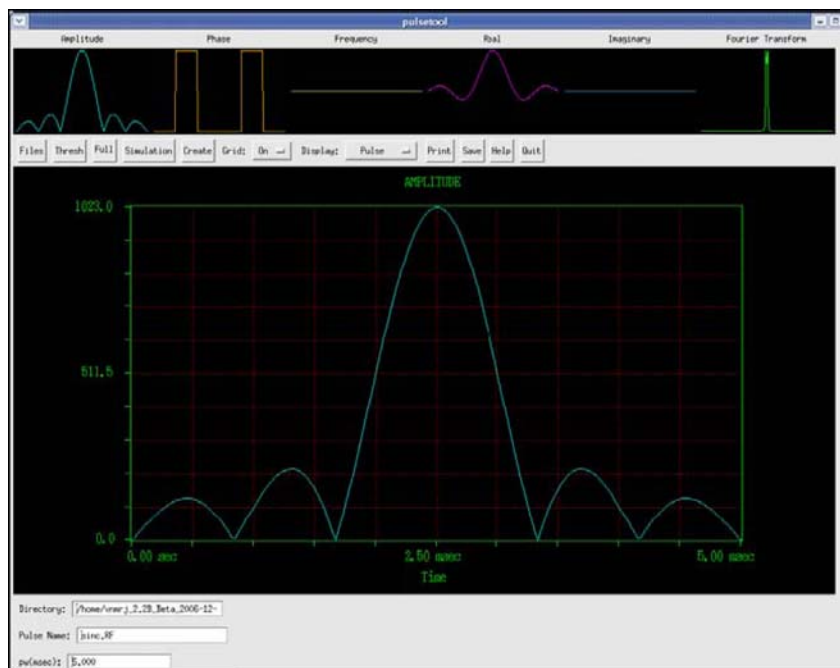 pulsetool
Amplitude Phase Frequency Real Imaginary Fourier Transform
Files Thresh Full Simulation Create Grid: On Display: Pulse Print Save Help Quit
AMPLITUDE
1023.0
511.5
0.0
0.00 sec 2.50 msec 5.00 msec
Time
Directory:
Pulse Name: jsinc.RF
pw(msec): 5.000